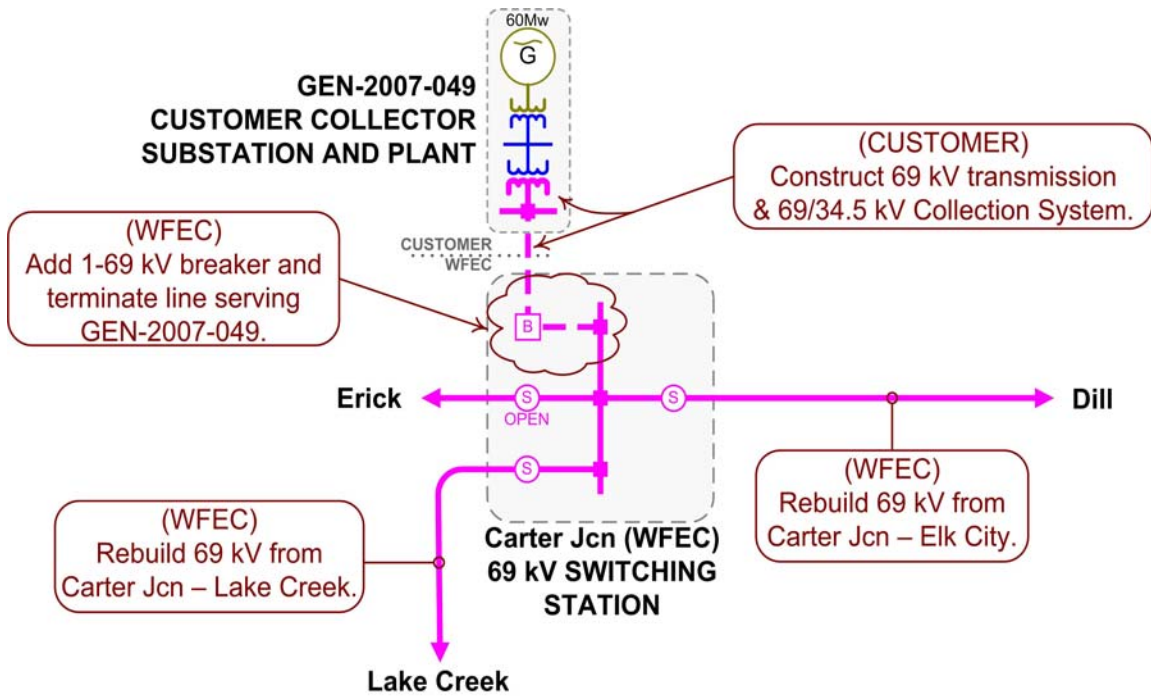 60Mw
G
GEN-2007-049
CUSTOMER COLLECTOR
SUBSTATION AND PLANT
(CUSTOMER)
Construct 69 kV transmission
& 69/34.5 kV Collection System.
(WFEC)
Add 1-69 kV breaker and
terminate line serving
GEN-2007-049.
CUSTOMER
WFEC
B
Erick
S
OPEN
S
Dill
S
(WFEC)
Rebuild 69 kV from
Carter Jcn – Lake Creek.
Carter Jcn (WFEC)
69 kV SWITCHING
STATION
(WFEC)
Rebuild 69 kV from
Carter Jcn – Elk City.
Lake Creek